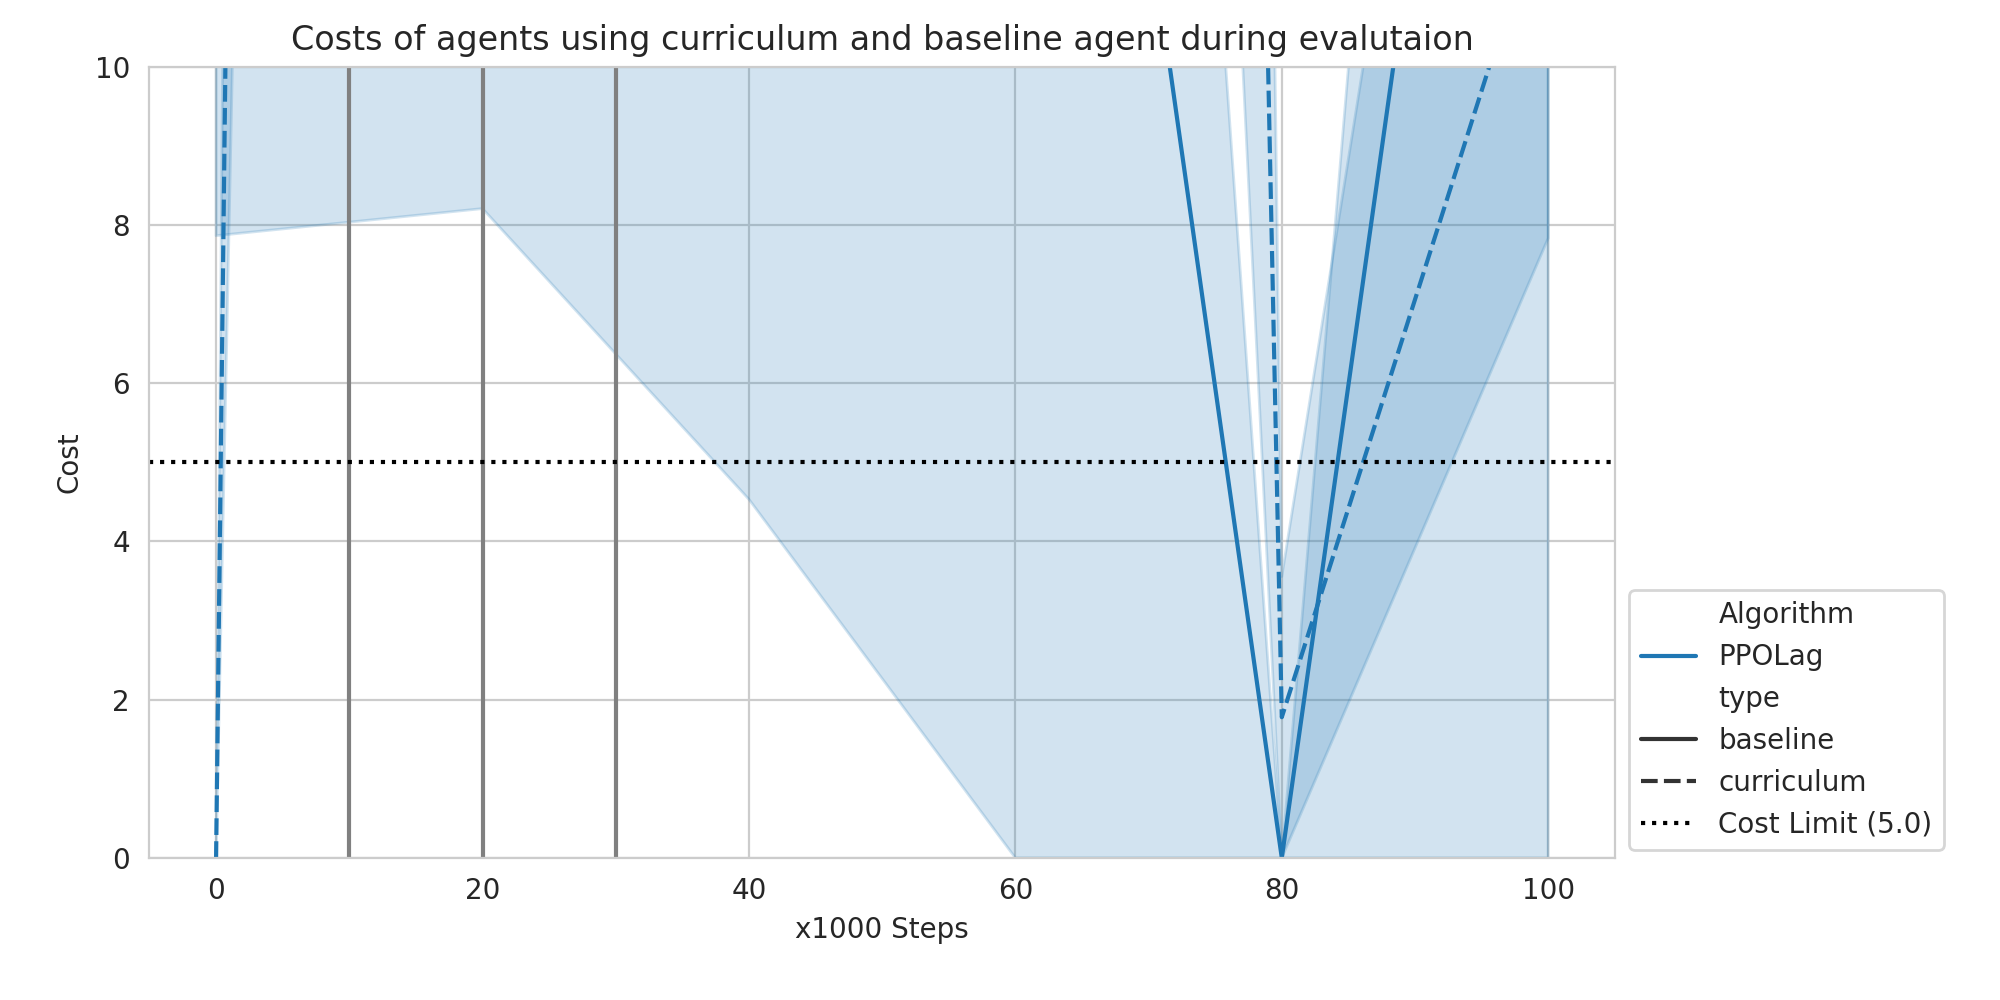 Costs of agents using curriculum and baseline agent during evalutaion
10
8
6
4
2
0
Cost
0 20 40 60 80 100
x1000 Steps
Algorithm
PPOLag
type
baseline
curriculum
Cost Limit (5.0)